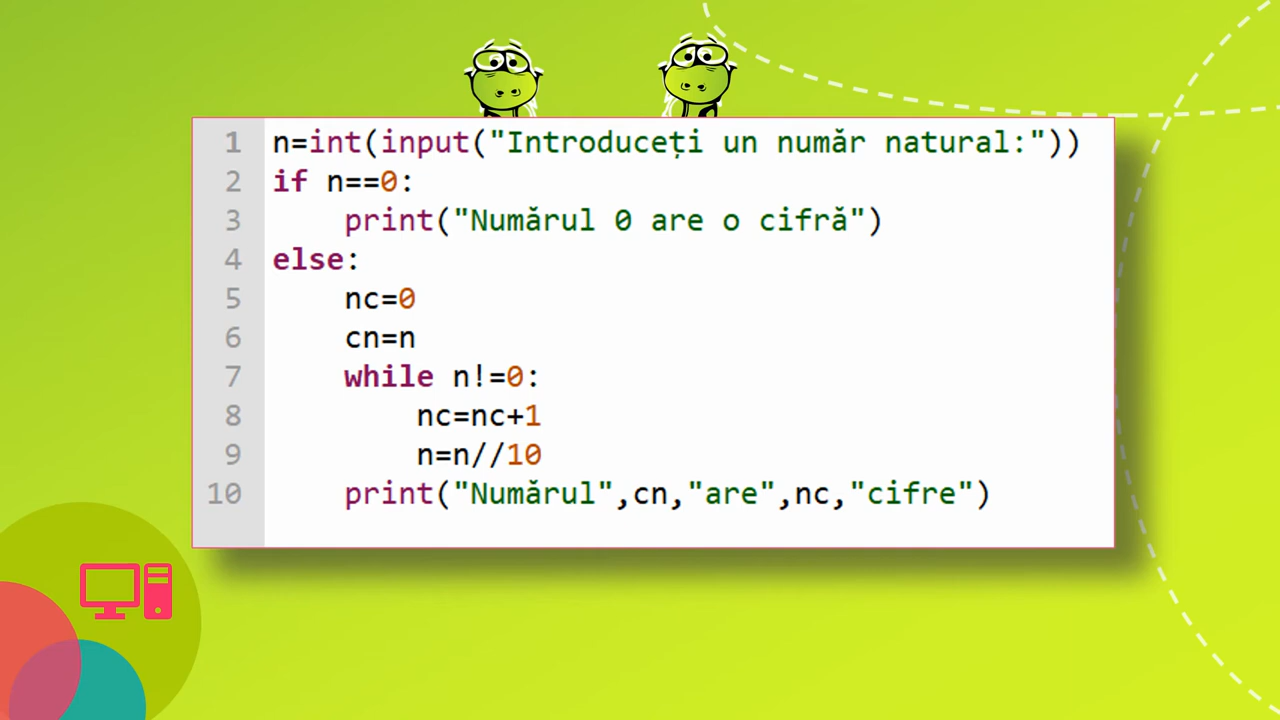 1 n=int(input("Introduceți un număr natural:"))
2 if n==0:
3     print("Numărul 0 are o cifră")
4 else:
5     nc=0
6     cn=n
7     while n!=0:
8         nc=nc+1
9         n=n//10
10     print("Numărul",cn,"are",nc,"cifre")